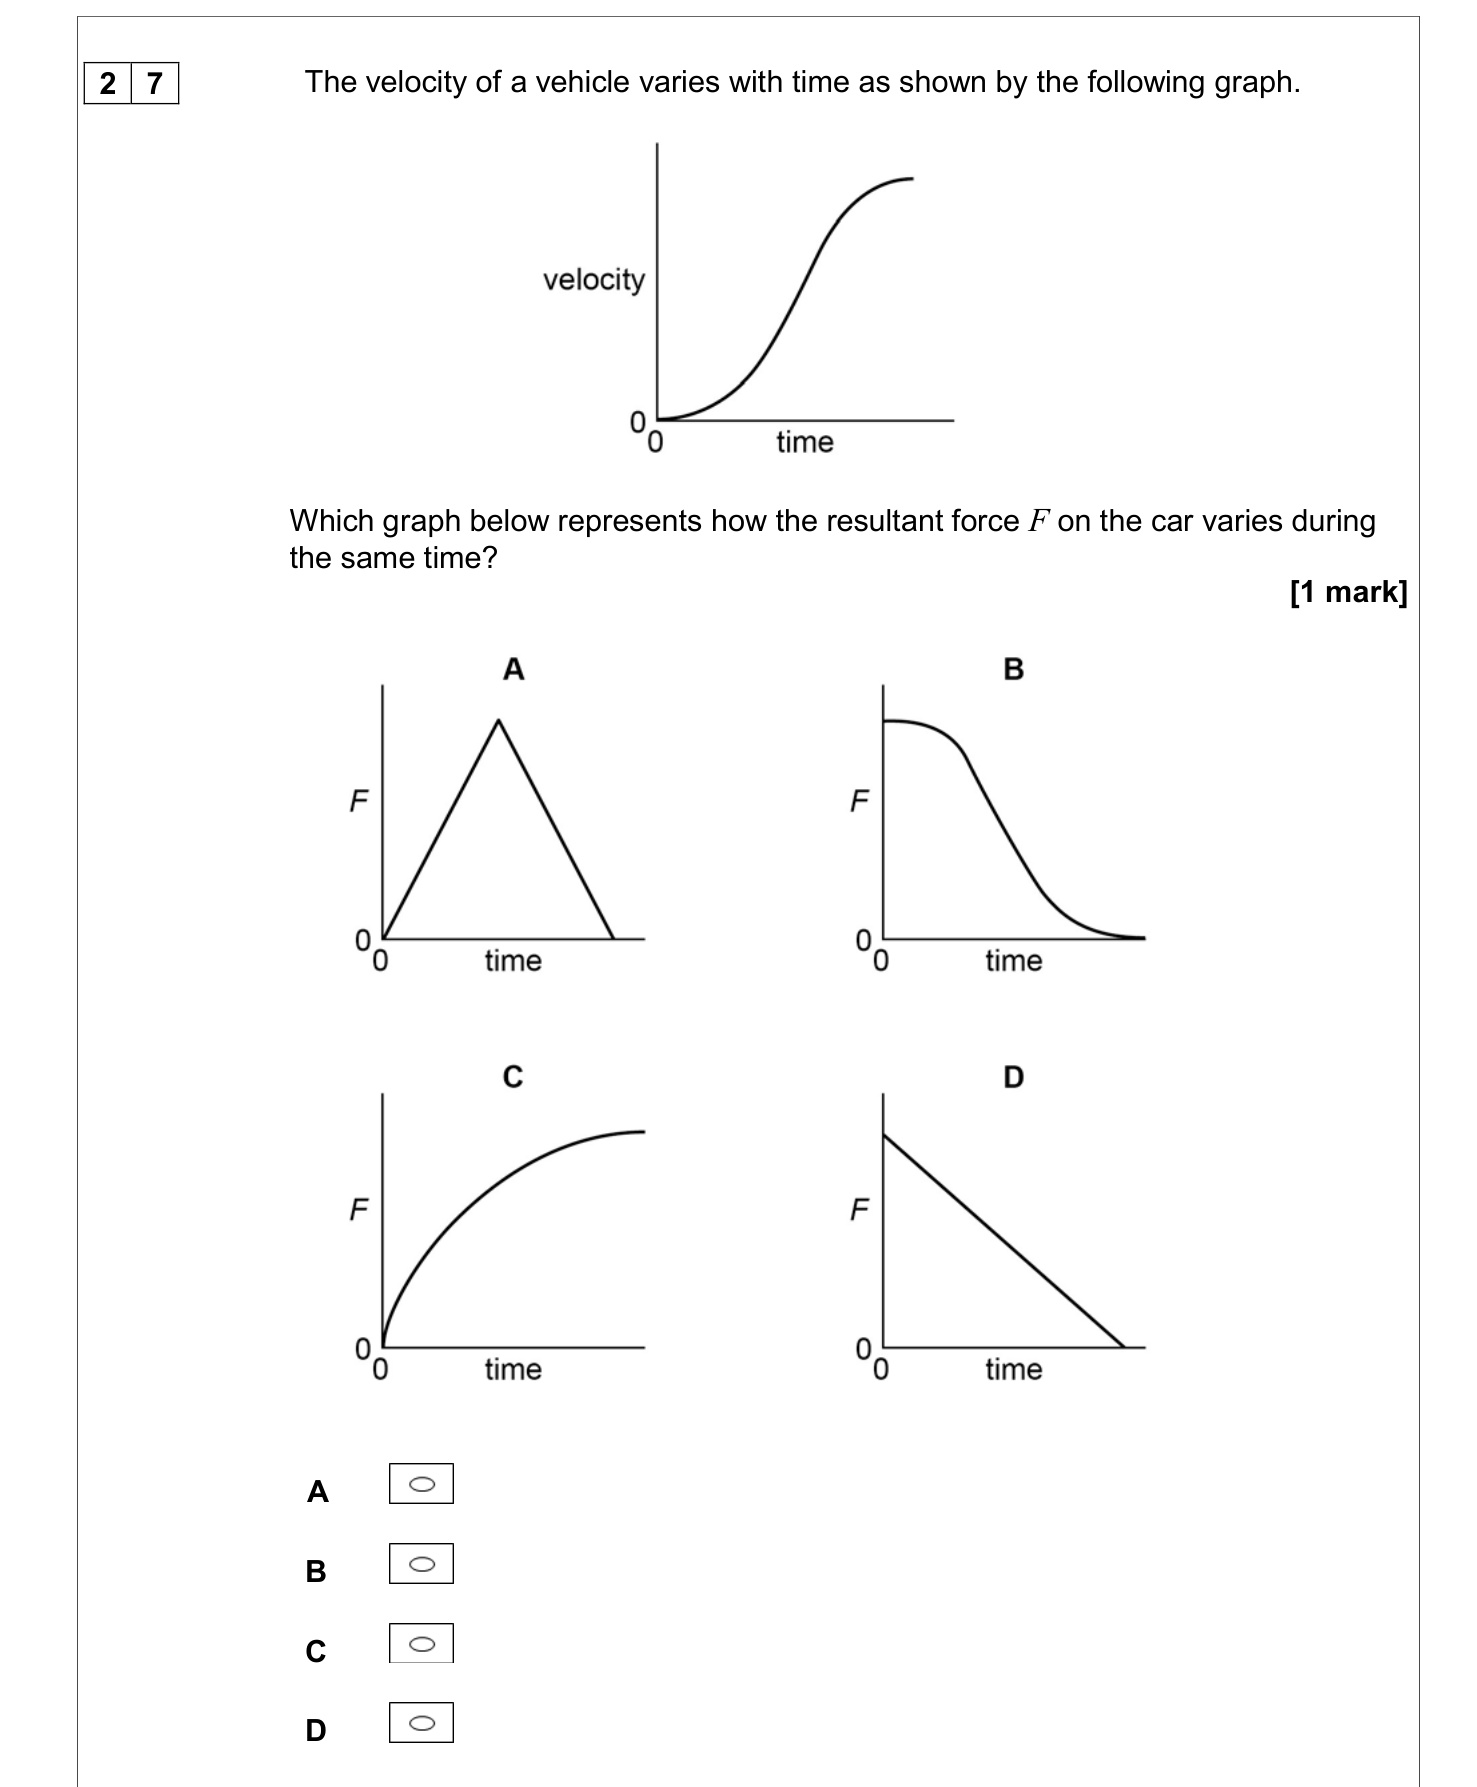 2 7
The velocity of a vehicle varies with time as shown by the following graph.
velocity
0
0
time
Which graph below represents how the resultant force F on the car varies during
the same time?
[1 mark]
A
F
0
0
time
B
F
0
0
time
C
F
0
0
time
D
F
0
0
time
A
B
C
D